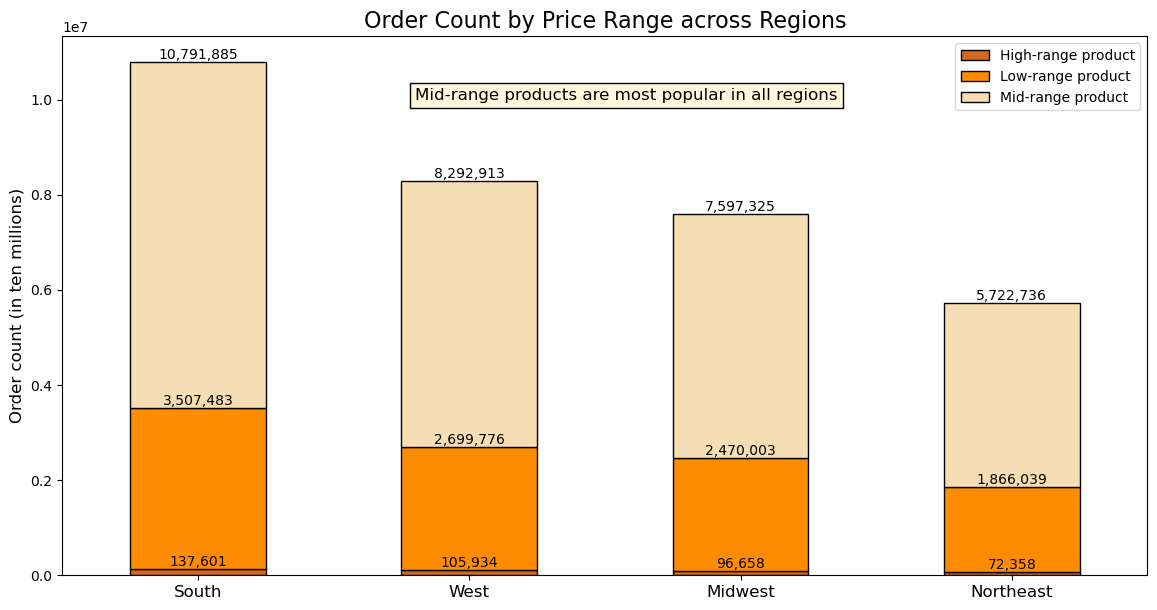 Order Count by Price Range across Regions
1e7
High-range product
Low-range product
Mid-range product
Mid-range products are most popular in all regions
Order count (in ten millions)
1.0
0.8
0.6
0.4
0.2
0.0
10,791,885
3,507,483
137,601
8,292,913
2,699,776
105,934
7,597,325
2,470,003
96,658
5,722,736
1,866,039
72,358
South
West
Midwest
Northeast